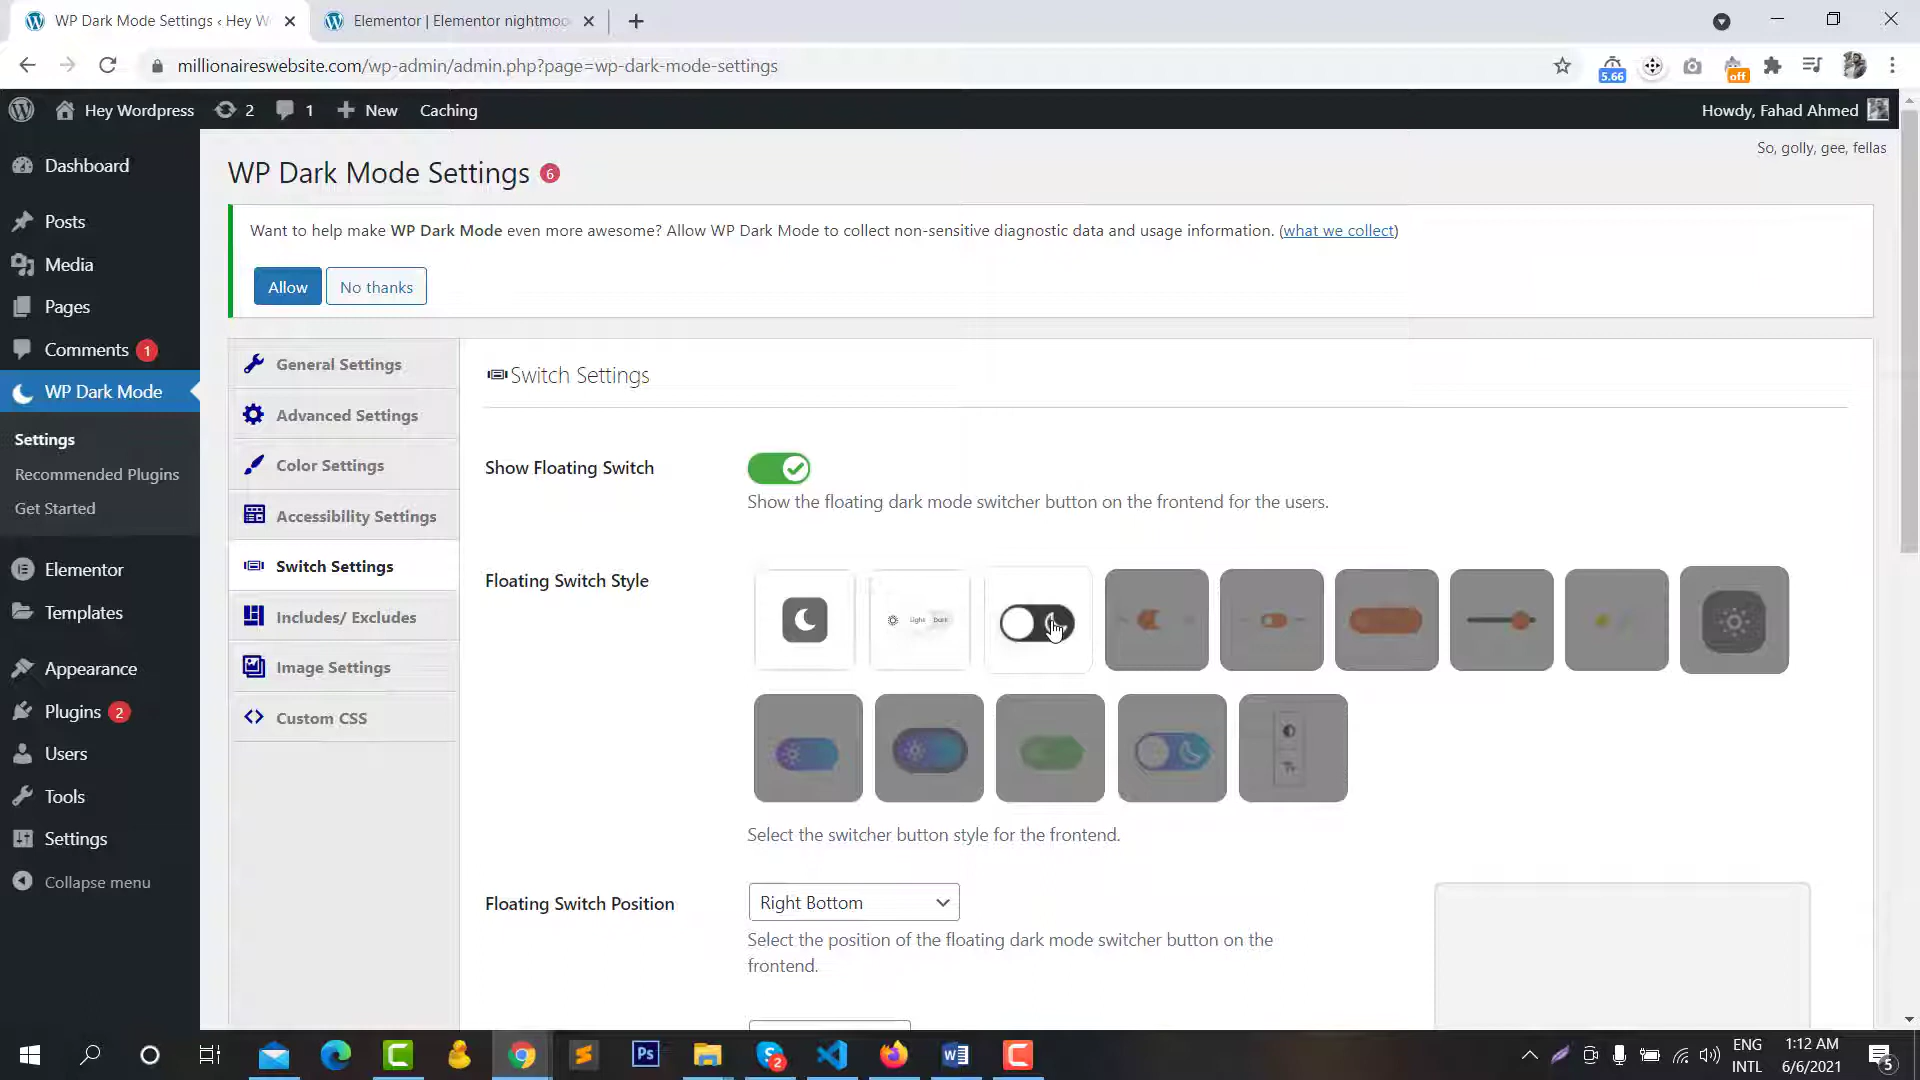 WP Dark Mode Settings ‹ Hey W
Elementor | Elementor nightmo
millionaireswebsite.com/wp-admin/admin.php?page=wp-dark-mode-settings
5.66
off
Hey Wordpress
2
1
New
Caching
Howdy, Fahad Ahmed
So, golly, gee, fellas
Dashboard
Posts
Media
Pages
Comments 1
WP Dark Mode
Settings
Recommended Plugins
Get Started
Elementor
Templates
Appearance
Plugins 2
Users
Tools
Settings
Collapse menu
WP Dark Mode Settings 6
Want to help make WP Dark Mode even more awesome? Allow WP Dark Mode to collect non-sensitive diagnostic data and usage information. (what we collect)
Allow
No thanks
General Settings
Advanced Settings
Color Settings
Accessibility Settings
Switch Settings
Includes/ Excludes
Image Settings
Custom CSS
Switch Settings
Show Floating Switch
Show the floating dark mode switcher button on the frontend for the users.
Floating Switch Style
Light Dark
Select the switcher button style for the frontend.
Floating Switch Position
Right Bottom
Select the position of the floating dark mode switcher button on the
frontend.
Ps
2
ENG
INTL
1:12 AM
6/6/2021
5